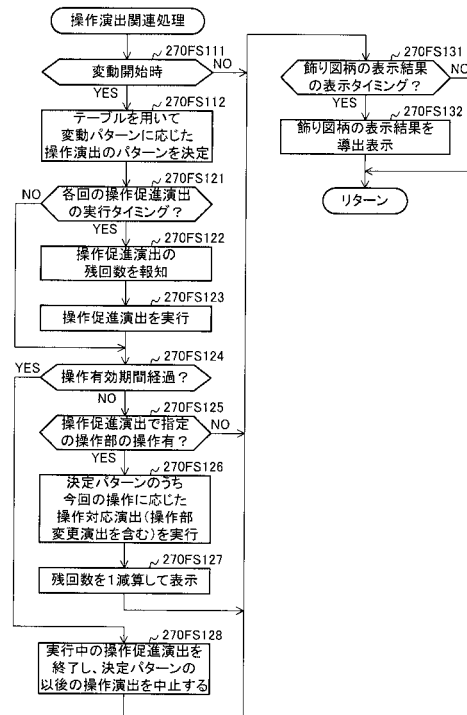 操作演出関連処理
270FS111
変動開始時
NO
YES
270FS112
テーブルを用いて
変動パターンに応じた
操作演出のパターンを決定
270FS121
各回の操作促進演出
の実行タイミング?
NO
YES
270FS122
操作促進演出の
残回数を報知
270FS123
操作促進演出を実行
270FS124
操作有効期間経過?
YES
NO
270FS125
操作促進演出で指定
の操作部の操作有?
NO
YES
270FS126
決定パターンのうち
今回の操作に応じた
操作対応演出(操作部
変更演出を含む)を実行
270FS127
残回数を1減算して表示
270FS128
実行中の操作促進演出を
終了し、決定パターンの
以後の操作演出を中止する
270FS131
飾り図柄の表示結果
の表示タイミング?
NO
YES
270FS132
飾り図柄の表示結果を
導出表示
リターン